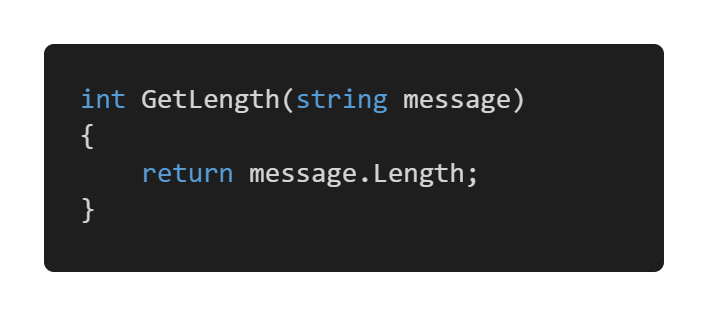 int GetLength(string message)
{
    return message.Length;
}